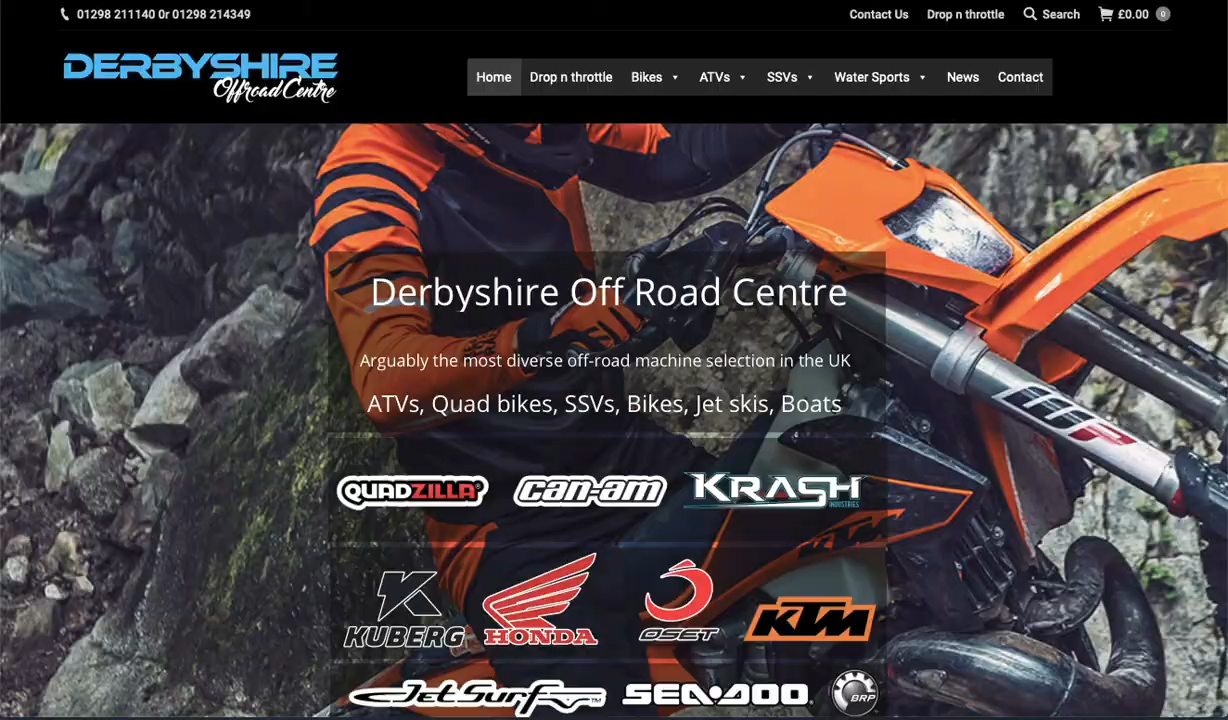 01298 211140 0r 01298 214349
Contact Us Drop n throttle Search £0.00 0
DERBYSHIRE
Offroad Centre
Home Drop n throttle Bikes ATVs SSVs Water Sports News Contact
Derbyshire Off Road Centre
Arguably the most diverse off-road machine selection in the UK
ATVs, Quad bikes, SSVs, Bikes, Jet skis, Boats
QUADZILLA® can-am KRASH
INDUSTRIES
KTM
K
KUBERG HONDA OSET KTM
JetSurf™ SEA-DOO. BRP